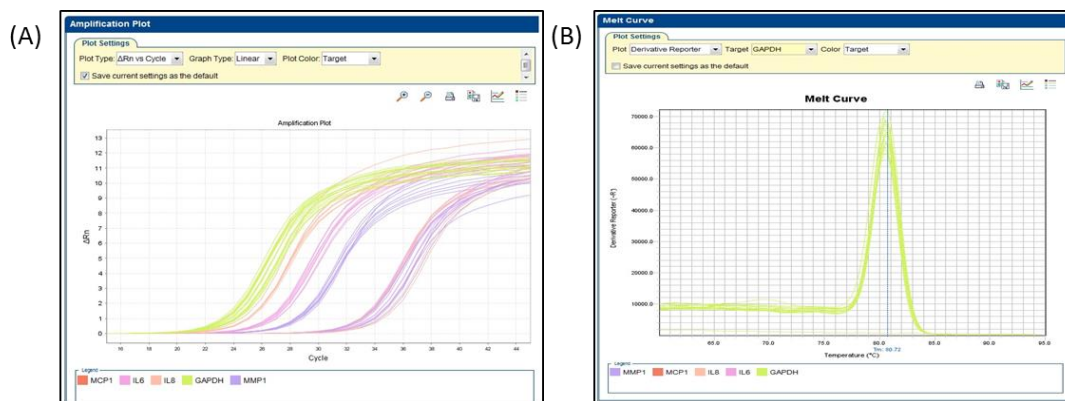 (A)
Amplification Plot
Plot Settings
Plot Type: ΔRn vs Cycle Graph Type: Linear Plot Color: Target
Save current settings as the default
Amplification Plot
13
12
11
10
9
8
7
6
5
4
3
2
1
0
ΔRn
16 18 20 22 24 26 28 30 32 34 36 38 40 42 44
Cycle
Legend
MCP1 IL6 IL8 GAPDH MMP1
(B)
Melt Curve
Plot Settings
Plot Derivative Reporter Target GAPDH Color Target
Save current settings as the default
Melt Curve
70000.0
60000.0
50000.0
40000.0
30000.0
20000.0
10000.0
Derivative Reporter (-R')
65.0 70.0 75.0 80.0 85.0 90.0 95.0
Tm: 80.72
Temperature (°C)
Legend
MMP1 MCP1 IL8 IL6 GAPDH